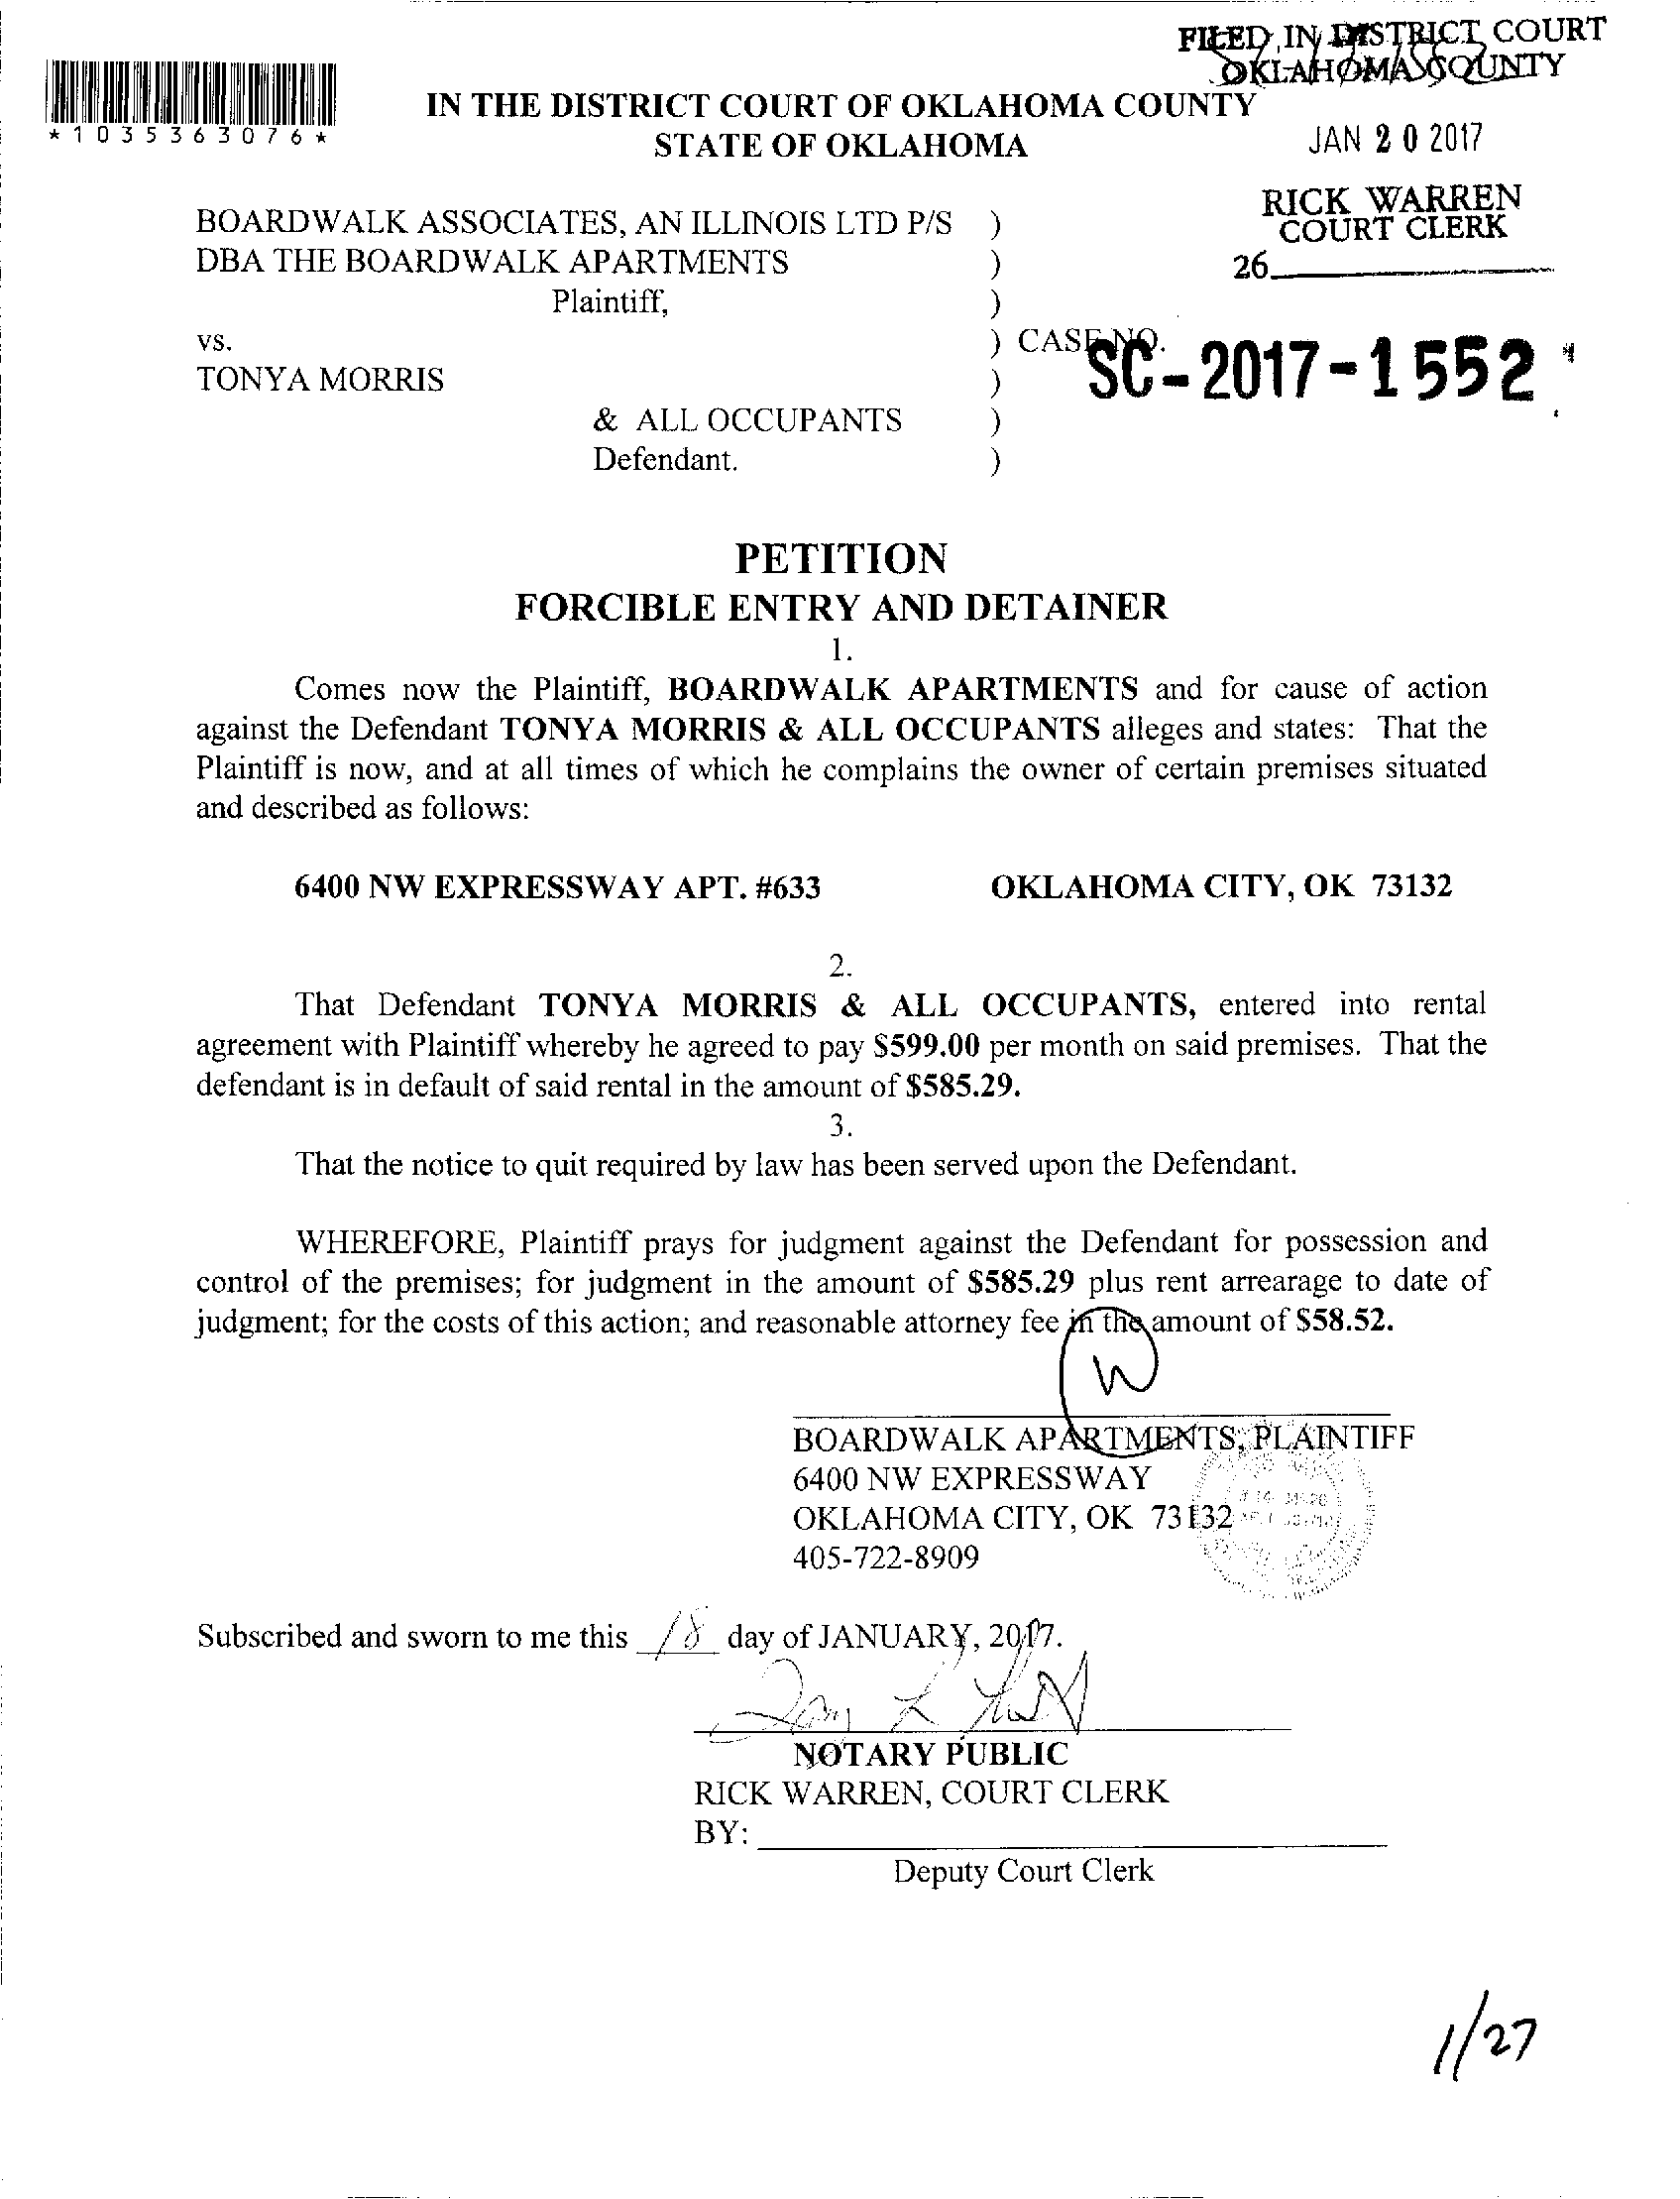 FILED IN DISTRICT COURT
OKLAHOMA COUNTY
*1035363076*
IN THE DISTRICT COURT OF OKLAHOMA COUNTY
STATE OF OKLAHOMA
JAN 20 2017
RICK WARREN
COURT CLERK
26
BOARDWALK ASSOCIATES, AN ILLINOIS LTD P/S )
DBA THE BOARDWALK APARTMENTS )
Plaintiff, )
vs. ) CASE NO. SC-2017-1552
TONYA MORRIS )
& ALL OCCUPANTS )
Defendant. )
PETITION
FORCIBLE ENTRY AND DETAINER
1.
Comes now the Plaintiff, BOARDWALK APARTMENTS and for cause of action
against the Defendant TONYA MORRIS & ALL OCCUPANTS alleges and states: That the
Plaintiff is now, and at all times of which he complains the owner of certain premises situated
and described as follows:
6400 NW EXPRESSWAY APT. #633 OKLAHOMA CITY, OK 73132
2.
That Defendant TONYA MORRIS & ALL OCCUPANTS, entered into rental
agreement with Plaintiff whereby he agreed to pay $599.00 per month on said premises. That the
defendant is in default of said rental in the amount of $585.29.
3.
That the notice to quit required by law has been served upon the Defendant.
WHEREFORE, Plaintiff prays for judgment against the Defendant for possession and
control of the premises; for judgment in the amount of $585.29 plus rent arrearage to date of
judgment; for the costs of this action; and reasonable attorney fee in the amount of $58.52.
BOARDWALK APARTMENTS, PLAINTIFF
6400 NW EXPRESSWAY
OKLAHOMA CITY, OK 73132
405-722-8909
Subscribed and sworn to me this 18 day of JANUARY, 2017.
NOTARY PUBLIC
RICK WARREN, COURT CLERK
BY:
Deputy Court Clerk
1/27